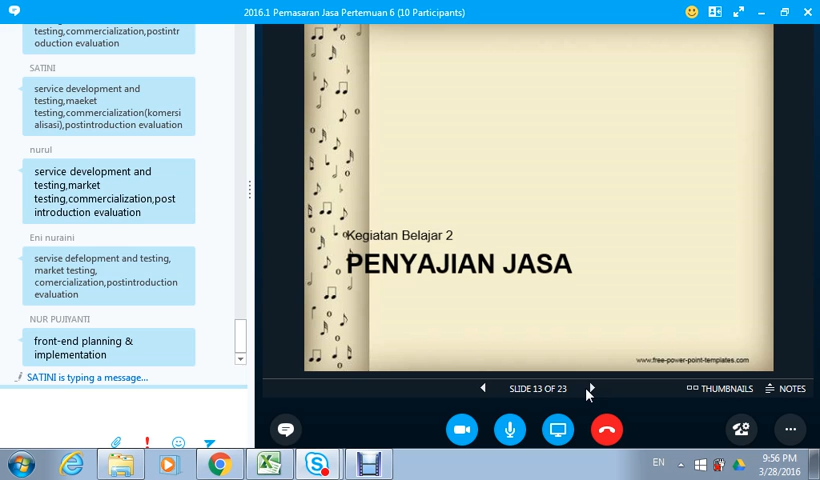 2016.1 Pemasaran Jasa Pertemuan 6 (10 Participants)
testing,commercialization,postintr
oduction evaluation
SATINI
service development and
testing,maeket
testing,commercialization(komersi
alisasi),postintroduction evaluation
nurul
service development and
testing,market
testing,commercialization,post
introduction evaluation
Eni nuraini
servise defelopment and testing,
market testing,
comercialization,postintroduction
evaluation
NUR PUJIYANTI
front-end planning &
implementation
SATINI is typing a message...
Kegiatan Belajar 2
PENYAJIAN JASA
www.free-power-point-templates.com
SLIDE 13 OF 23
THUMBNAILS
NOTES
EN
9:56 PM
3/28/2016